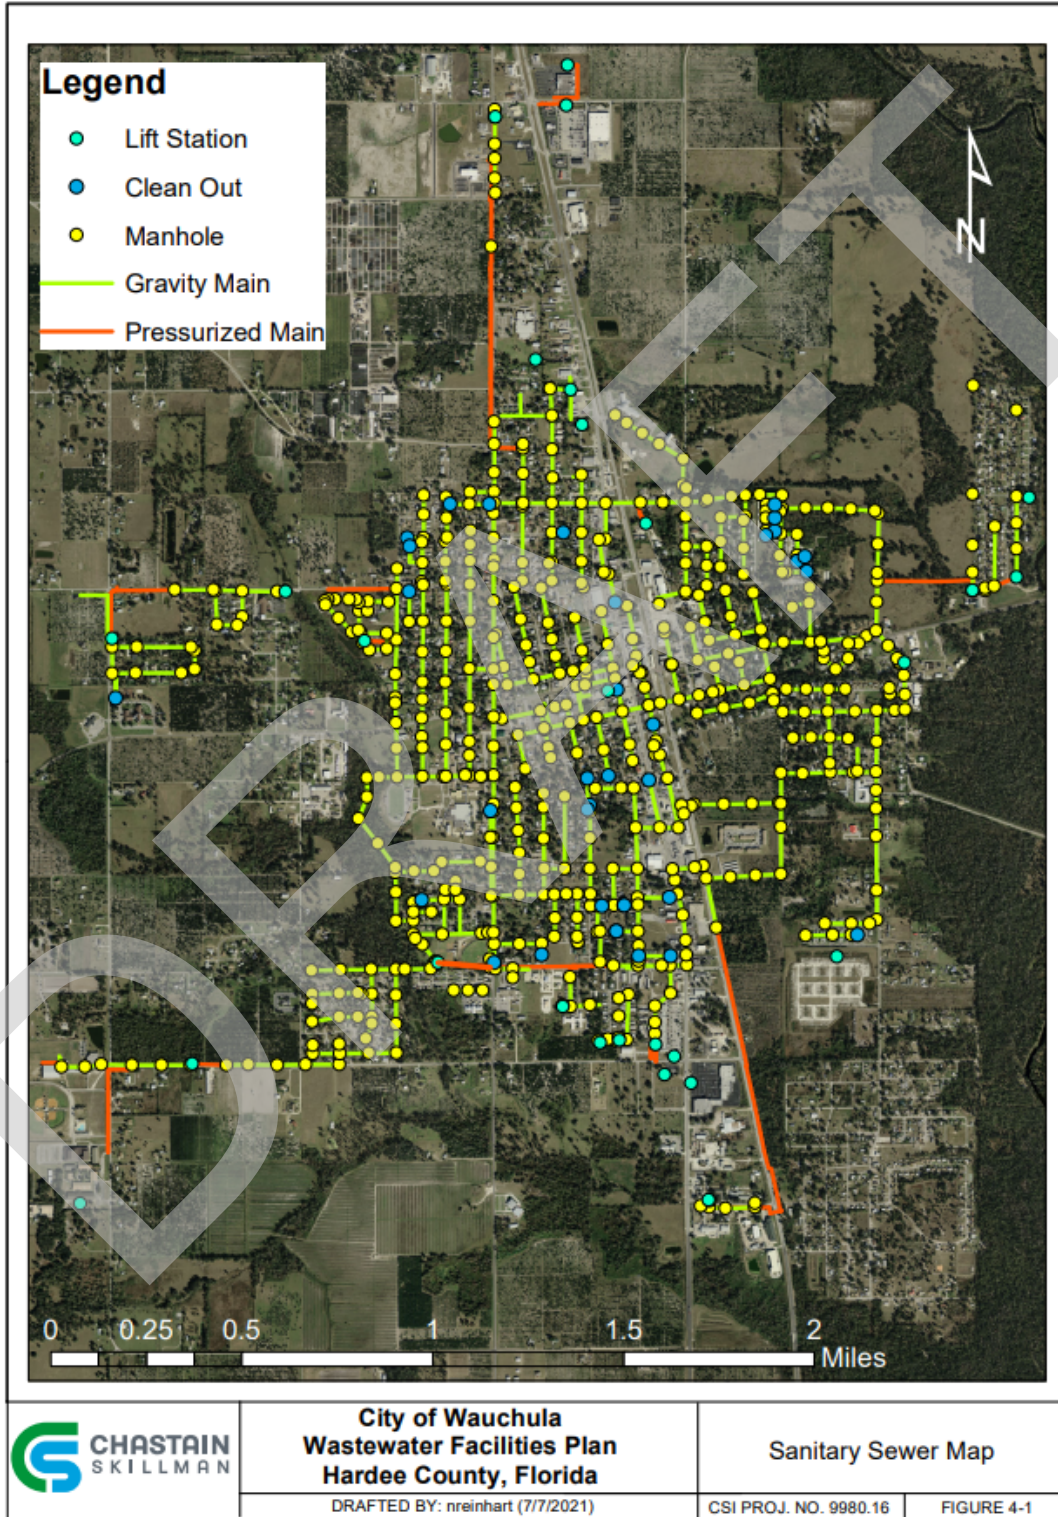 Legend
Lift Station
Clean Out
Manhole
Gravity Main
Pressurized Main
N
DRAFT
0 0.25 0.5 1 1.5 2
Miles
CHASTAIN
SKILLMAN
City of Wauchula
Wastewater Facilities Plan
Hardee County, Florida
DRAFTED BY: nreinhart (7/7/2021)
Sanitary Sewer Map
CSI PROJ. NO. 9980.16
FIGURE 4-1